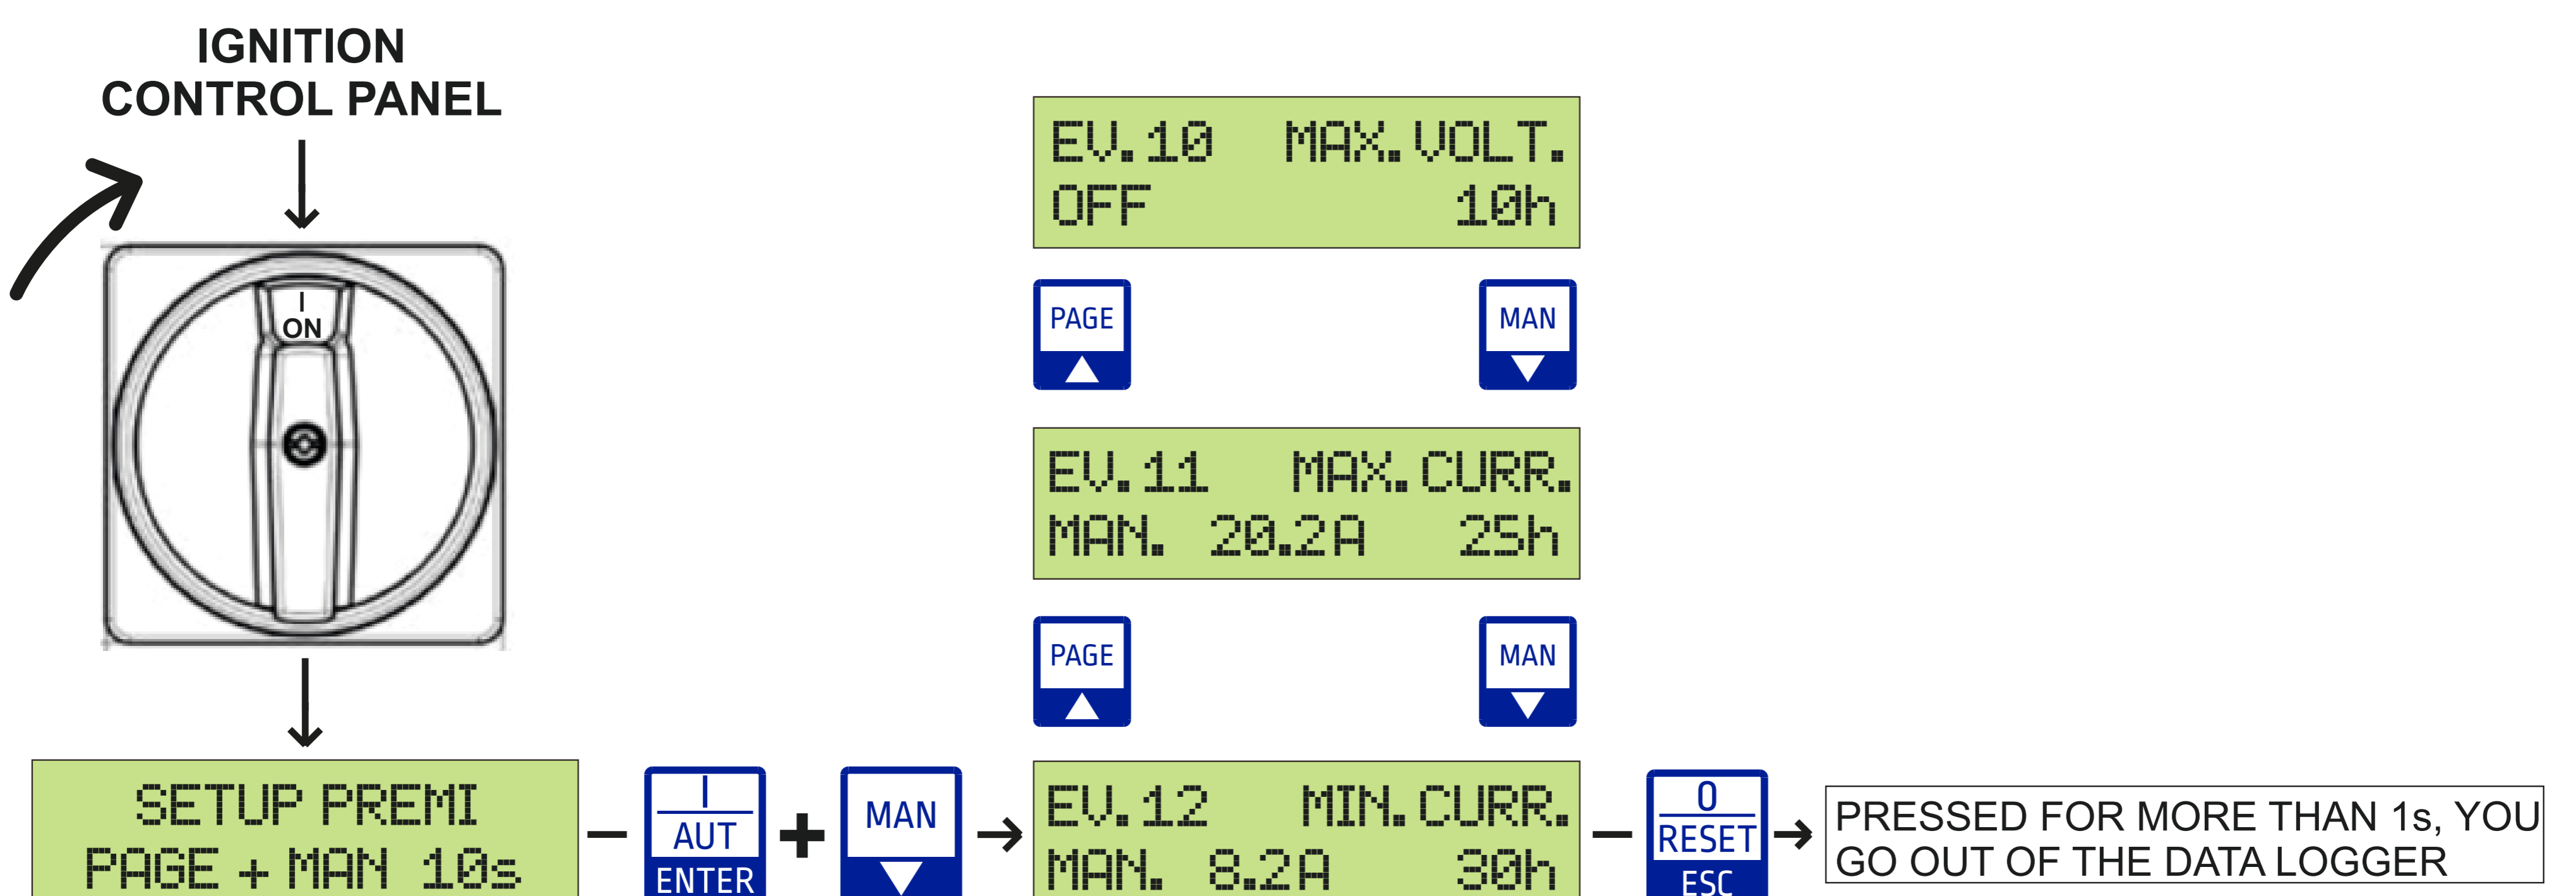 IGNITION
CONTROL PANEL
I
ON
EV.10 MAX.VOLT.
OFF 10h
PAGE MAN
EV.11 MAX.CURR.
MAN. 20.2A 25h
PAGE MAN
SETUP PREMI
PAGE + MAN 10s
I
AUT
ENTER
+
MAN
EV.12 MIN.CURR.
MAN. 8.2A 30h
0
RESET
ESC
PRESSED FOR MORE THAN 1s, YOU
GO OUT OF THE DATA LOGGER